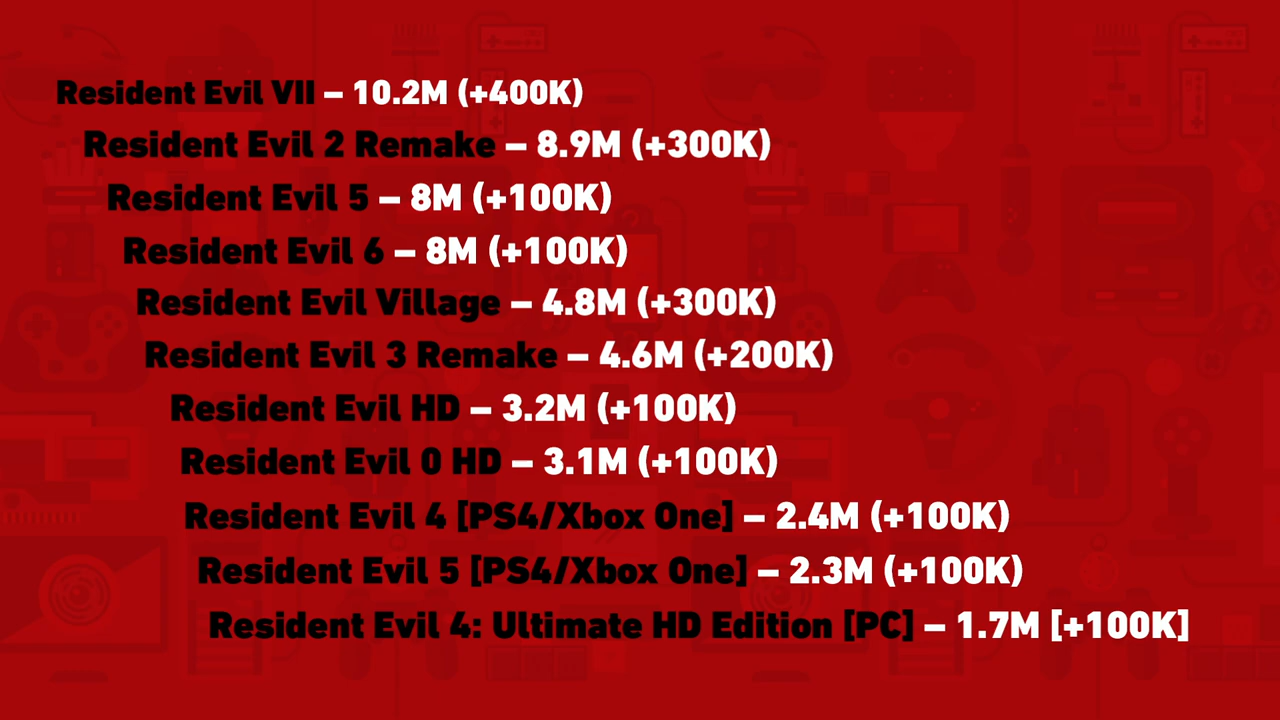 Resident Evil VII – 10.2M (+400K)
Resident Evil 2 Remake – 8.9M (+300K)
Resident Evil 5 – 8M (+100K)
Resident Evil 6 – 8M (+100K)
Resident Evil Village – 4.8M (+300K)
Resident Evil 3 Remake – 4.6M (+200K)
Resident Evil HD – 3.2M (+100K)
Resident Evil 0 HD – 3.1M (+100K)
Resident Evil 4 [PS4/Xbox One] – 2.4M (+100K)
Resident Evil 5 [PS4/Xbox One] – 2.3M (+100K)
Resident Evil 4: Ultimate HD Edition [PC] – 1.7M [+100K]